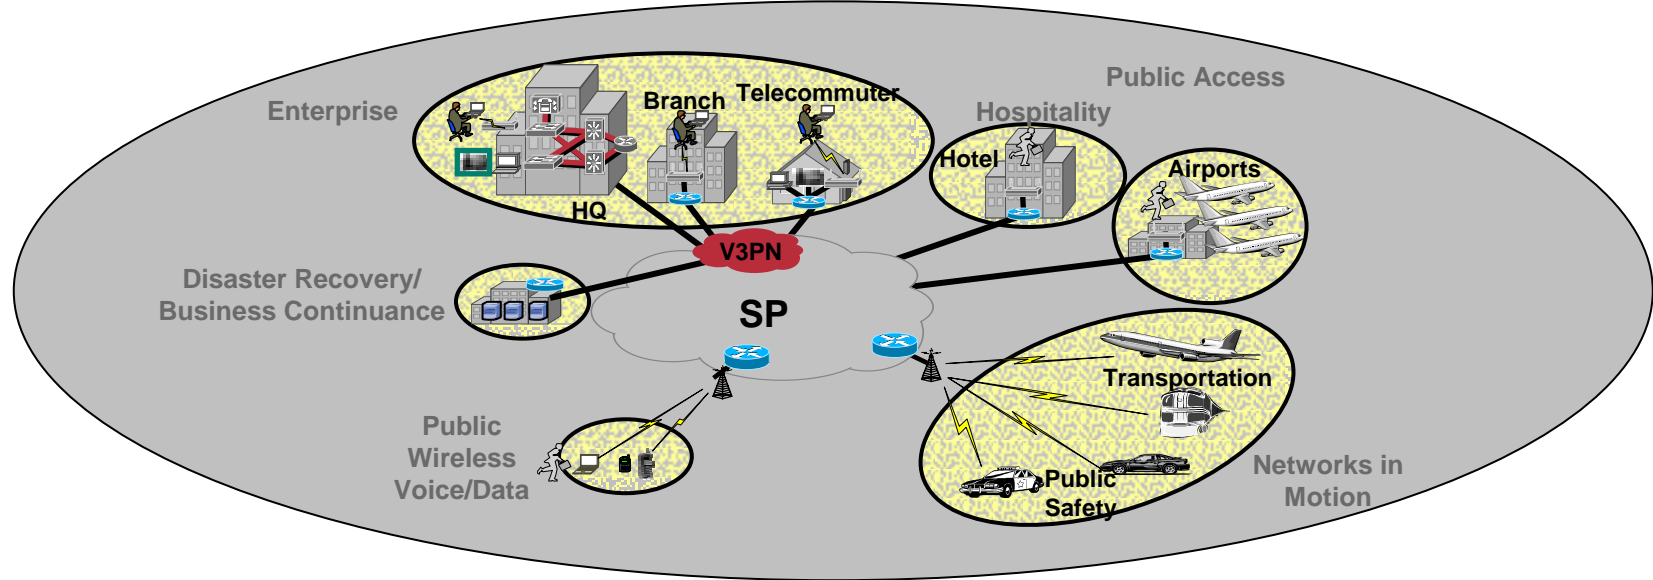 Public Access
Enterprise
Branch
Telecommuter
Hospitality
Hotel
Airports
HQ
V3PN
Disaster Recovery/
Business Continuance
SP
Transportation
Public
Wireless
Voice/Data
Public
Safety
Networks in
Motion